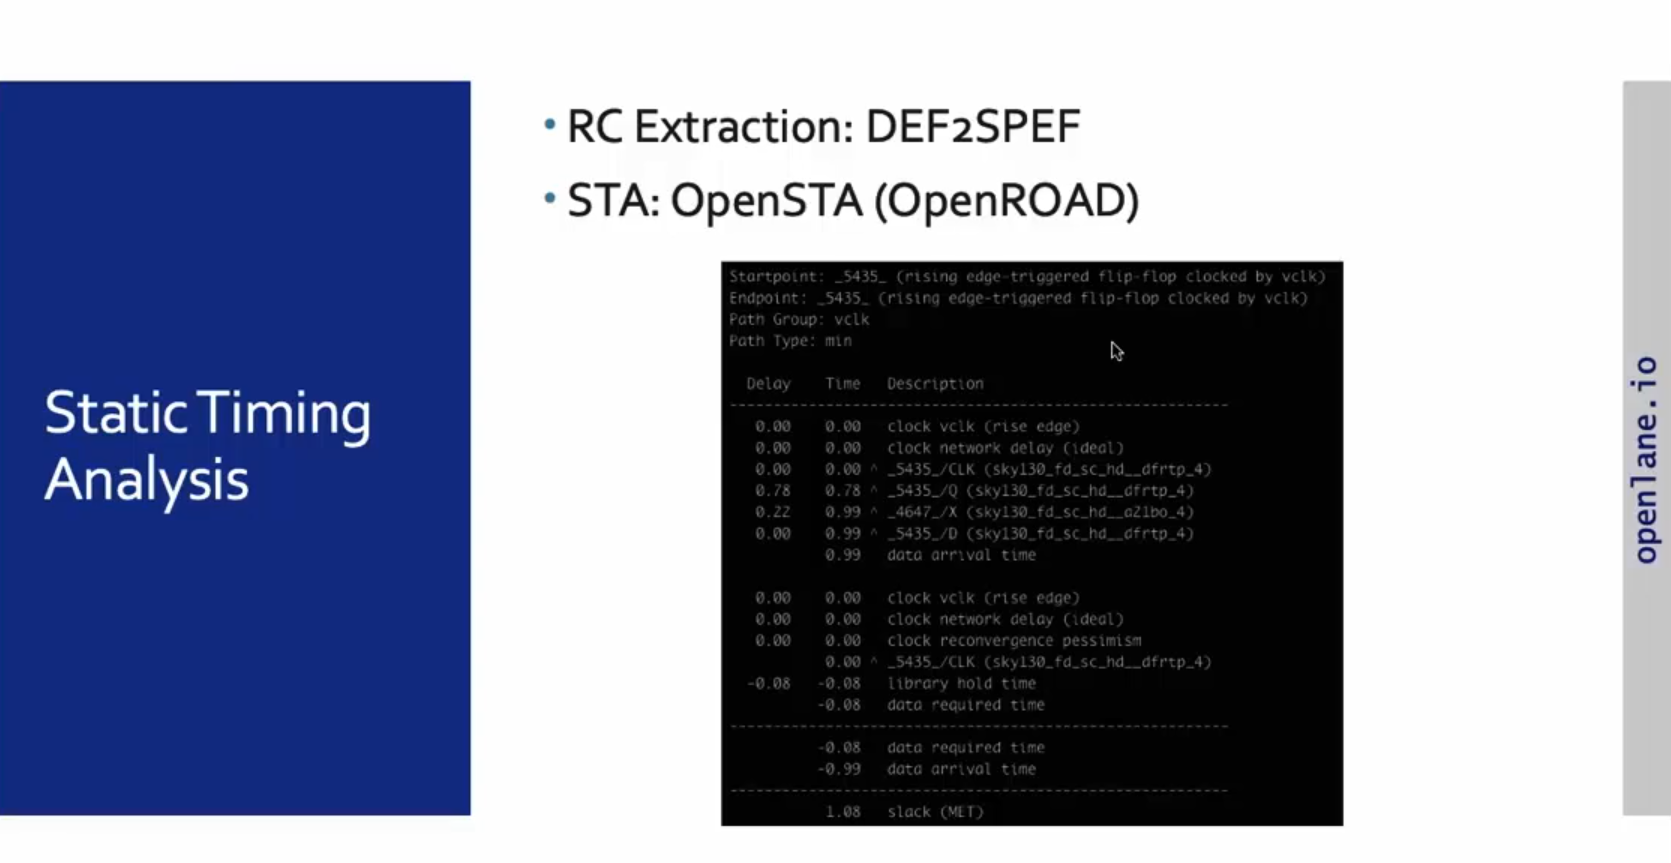 Static Timing
Analysis
• RC Extraction: DEF2SPEF
• STA: OpenSTA (OpenROAD)
Startpoint: _5435_ (rising edge-triggered flip-flop clocked by vclk)
Endpoint: _5435_ (rising edge-triggered flip-flop clocked by vclk)
Path Group: vclk
Path Type: min
Delay Time Description
---------------------------------------------------------
0.00 0.00 clock vclk (rise edge)
0.00 0.00 clock network delay (ideal)
0.00 0.00 ^ _5435_/CLK (sky130_fd_sc_hd__dfrtp_4)
0.78 0.78 ^ _5435_/Q (sky130_fd_sc_hd__dfrtp_4)
0.22 0.99 ^ _4647_/X (sky130_fd_sc_hd__a21bo_4)
0.00 0.99 ^ _5435_/D (sky130_fd_sc_hd__dfrtp_4)
0.99 data arrival time
0.00 0.00 clock vclk (rise edge)
0.00 0.00 clock network delay (ideal)
0.00 0.00 clock reconvergence pessimism
0.00 ^ _5435_/CLK (sky130_fd_sc_hd__dfrtp_4)
-0.08 -0.08 library hold time
-0.08 data required time
---------------------------------------------------------
-0.08 data required time
-0.99 data arrival time
---------------------------------------------------------
1.08 slack (MET)
openlane.io